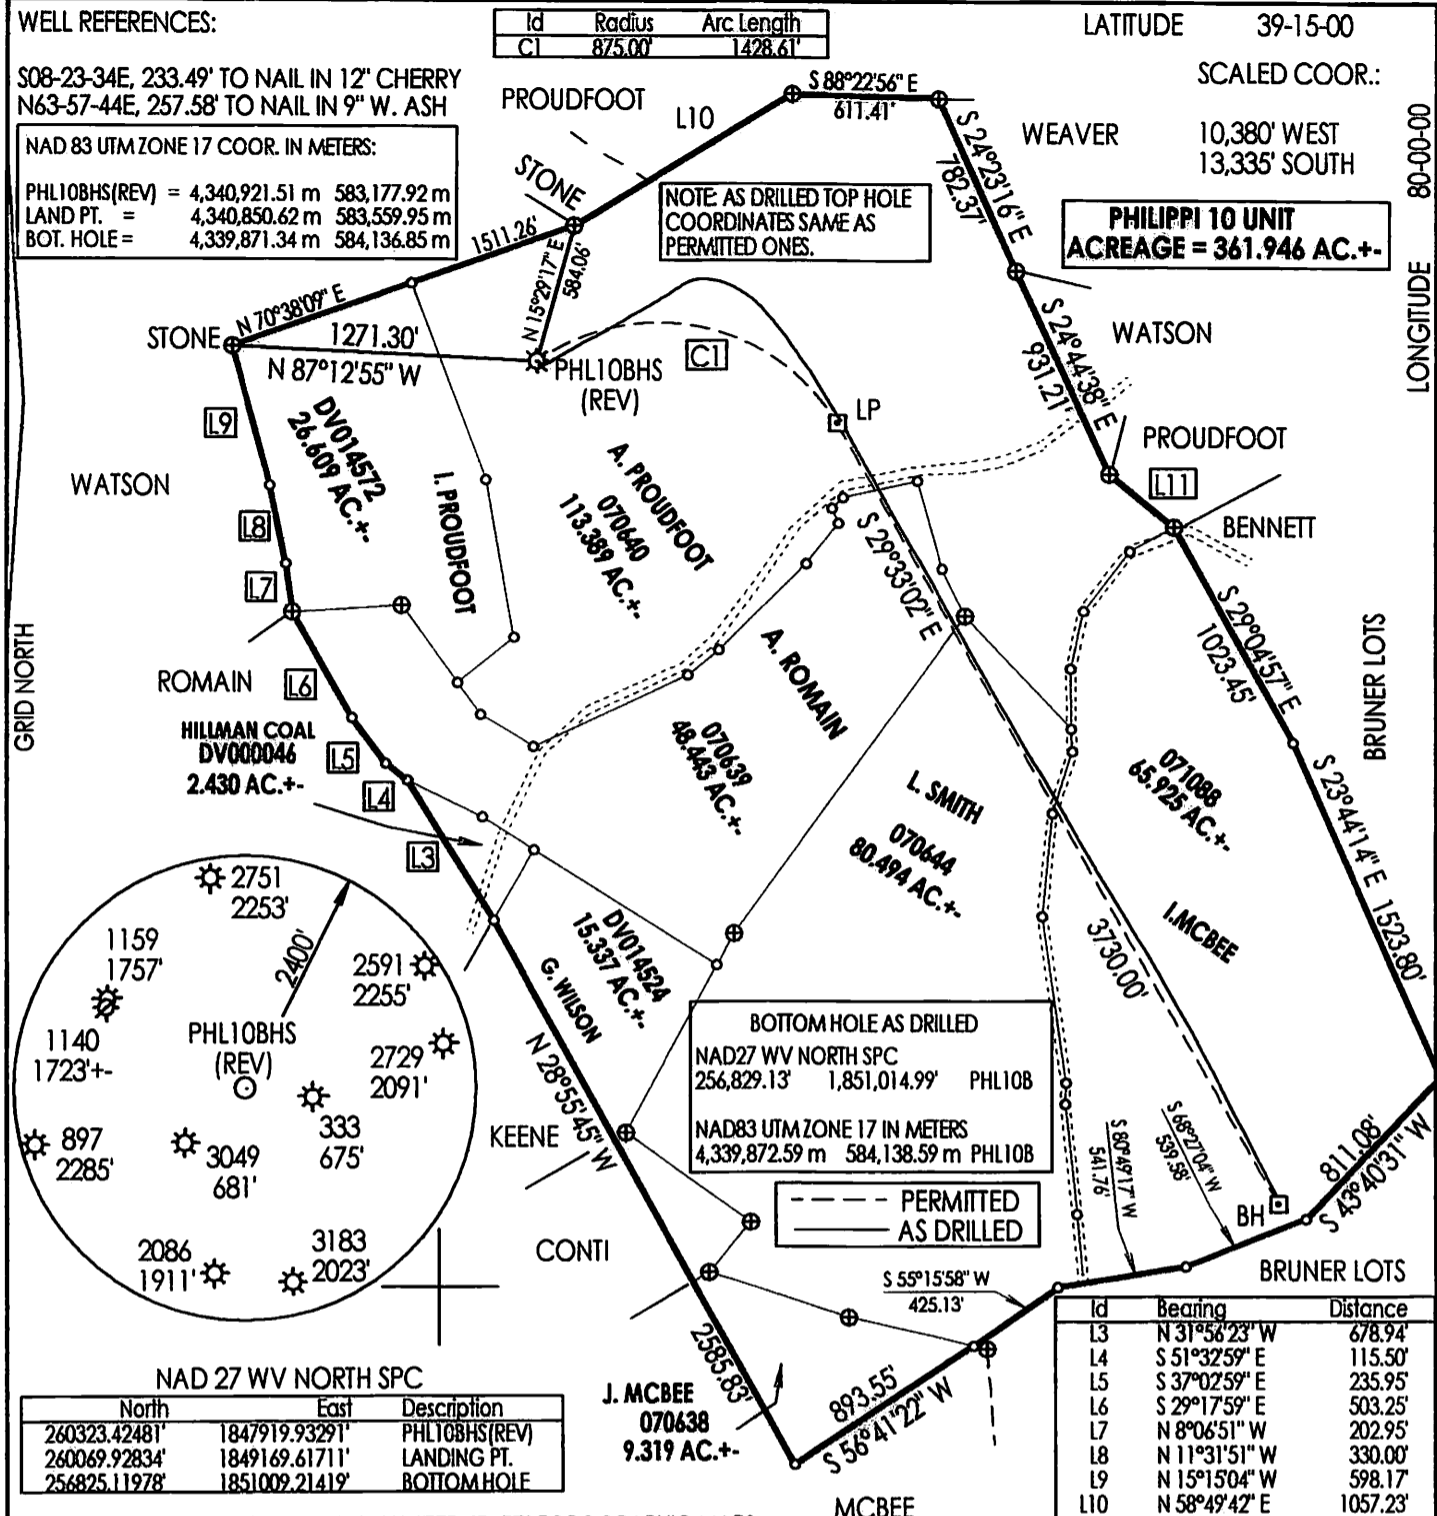 WELL REFERENCES:
S08-23-34E, 233.49' TO NAIL IN 12" CHERRY
N63-57-44E, 257.58' TO NAIL IN 9" W. ASH
Id Radius Arc Length
C1 875.00' 1428.61'
LATITUDE 39-15-00
SCALED COOR.:
10,380' WEST
13,335' SOUTH
LONGITUDE 80-00-00
NAD 83 UTM ZONE 17 COOR. IN METERS:
PHL10BHS(REV) = 4,340,921.51 m 583,177.92 m
LAND PT. = 4,340,850.62 m 583,559.95 m
BOT. HOLE = 4,339,871.34 m 584,136.85 m
NOTE: AS DRILLED TOP HOLE
COORDINATES SAME AS
PERMITTED ONES.
PHILIPPI 10 UNIT
ACREAGE = 361.946 AC.+-
PROUDFOOT
L10
S 88°22'56" E
611.41'
WEAVER
S 24°23'16" E
782.37'
STONE
1511.26'
N 70°38'09" E
N 15°29'17" E
584.06'
STONE
1271.30'
N 87°12'55" W
PHL10BHS
(REV)
C1
LP
S 24°44'38" E
931.21'
WATSON
PROUDFOOT
L11
BENNETT
L9
WATSON
L8
L7
DV014572
26.609 AC.+-
I. PROUDFOOT
A. PROUDFOOT
070640
113.389 AC.+-
S 29°33'02" E
S 29°04'57" E
1023.45'
BRUNER LOTS
GRID NORTH
ROMAIN
L6
HILLMAN COAL
DV000046
2.430 AC.+-
L5
L4
L3
A. ROMAIN
070639
48.443 AC.+-
L. SMITH
070644
80.494 AC.+-
071088
65.925 AC.+-
I.MCBEE
S 23°44'14" E 1523.80'
3730.00'
DV014524
15.337 AC.+-
G. WILSON
N 28°55'45" W
2585.83'
2751
2253'
1159
1757'
2400'
2591
2255'
1140
1723'+-
PHL10BHS
(REV)
2729
2091'
333
675'
897
2285'
3049
681'
2086
1911'
3183
2023'
KEENE
CONTI
BOTTOM HOLE AS DRILLED
NAD27 WV NORTH SPC
256,829.13' 1,851,014.99' PHL10B
NAD83 UTM ZONE 17 IN METERS
4,339,872.59 m 584,138.59 m PHL10B
PERMITTED
AS DRILLED
S 80°49'17" W
541.76'
S 68°27'04" W
539.58'
BH
811.08'
S 43°40'31" W
BRUNER LOTS
S 55°15'58" W
425.13'
893.55'
S 56°41'22" W
J. MCBEE
070638
9.319 AC.+-
MCBEE
NAD 27 WV NORTH SPC
North East Description
260323.42481' 1847919.93291' PHL10BHS(REV)
260069.92834' 1849169.61711' LANDING PT.
256825.11978' 1851009.21419' BOTTOM HOLE
Id Bearing Distance
L3 N 31°56'23" W 678.94'
L4 S 51°32'59" E 115.50'
L5 S 37°02'59" E 235.95'
L6 S 29°17'59" E 503.25'
L7 N 8°06'51" W 202.95'
L8 N 11°31'51" W 330.00'
L9 N 15°15'04" W 598.17'
L10 N 58°49'42" E 1057.23'